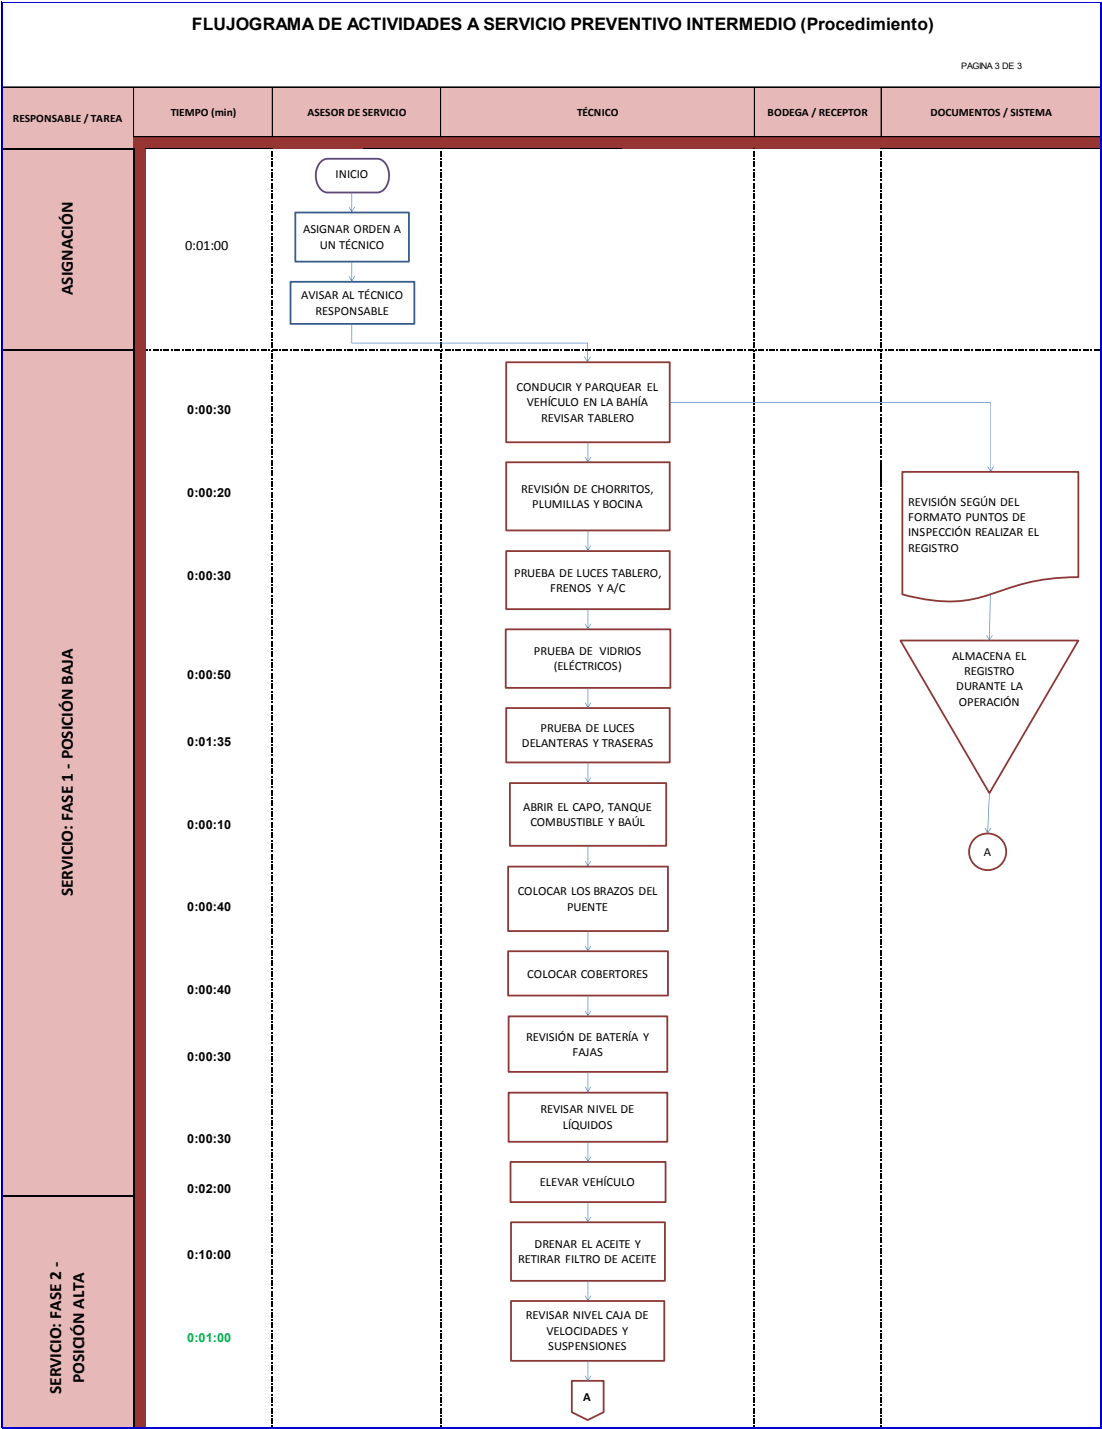 FLUJOGRAMA DE ACTIVIDADES A SERVICIO PREVENTIVO INTERMEDIO (Procedimiento)
PAGINA 3 DE 3
RESPONSABLE / TAREA
TIEMPO (min)
ASESOR DE SERVICIO
TÉCNICO
BODEGA / RECEPTOR
DOCUMENTOS / SISTEMA
ASIGNACIÓN
0:01:00
INICIO
ASIGNAR ORDEN A
UN TÉCNICO
AVISAR AL TÉCNICO
RESPONSABLE
SERVICIO: FASE 1 - POSICIÓN BAJA
0:00:30
CONDUCIR Y PARQUEAR EL
VEHÍCULO EN LA BAHÍA
REVISAR TABLERO
0:00:20
REVISIÓN DE CHORRITOS,
PLUMILLAS Y BOCINA
REVISIÓN SEGÚN DEL
FORMATO PUNTOS DE
INSPECCIÓN REALIZAR EL
REGISTRO
0:00:30
PRUEBA DE LUCES TABLERO,
FRENOS Y A/C
0:00:50
PRUEBA DE VIDRIOS
(ELÉCTRICOS)
ALMACENA EL
REGISTRO
DURANTE LA
OPERACIÓN
0:01:35
PRUEBA DE LUCES
DELANTERAS Y TRASERAS
0:00:10
ABRIR EL CAPO, TANQUE
COMBUSTIBLE Y BAÚL
A
0:00:40
COLOCAR LOS BRAZOS DEL
PUENTE
0:00:40
COLOCAR COBERTORES
0:00:30
REVISIÓN DE BATERÍA Y
FAJAS
0:00:30
REVISAR NIVEL DE
LÍQUIDOS
0:02:00
ELEVAR VEHÍCULO
SERVICIO: FASE 2 -
POSICIÓN ALTA
0:10:00
DRENAR EL ACEITE Y
RETIRAR FILTRO DE ACEITE
0:01:00
REVISAR NIVEL CAJA DE
VELOCIDADES Y
SUSPENSIONES
A